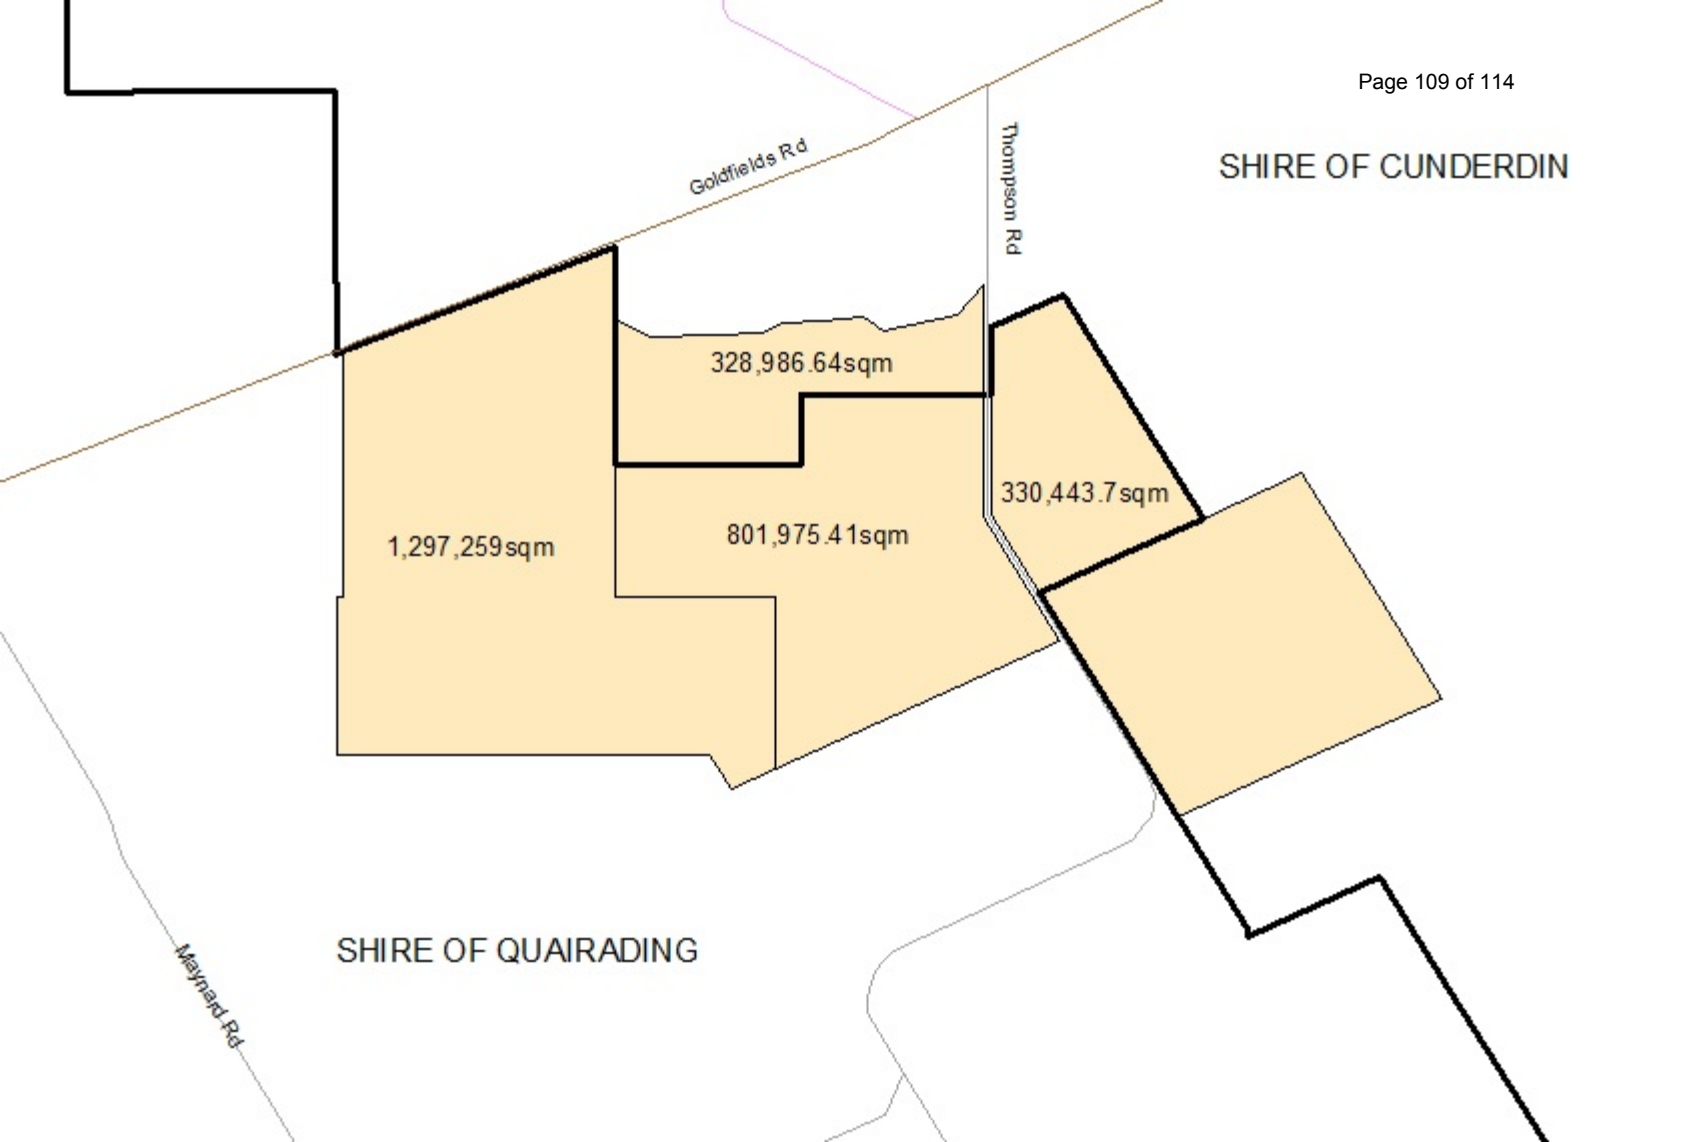 Page 109 of 114
SHIRE OF CUNDERDIN
Goldfields Rd
Thompson Rd
328,986.64sqm
330,443.7sqm
801,975.41sqm
1,297,259sqm
SHIRE OF QUAIRADING
Maynard Rd